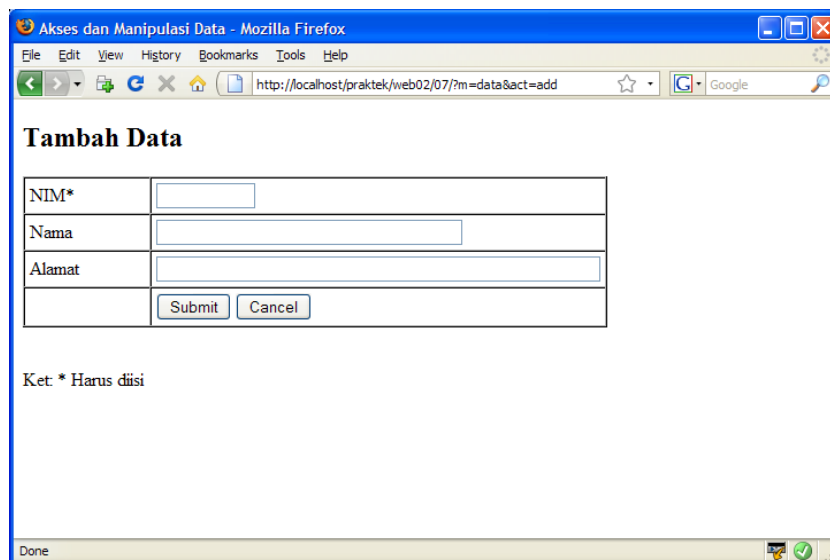 Akses dan Manipulasi Data - Mozilla Firefox
File Edit View History Bookmarks Tools Help
http://localhost/praktek/web02/07/?m=data&act=add G Google
Tambah Data
NIM*
Nama
Alamat
Submit Cancel
Ket: * Harus diisi
Done